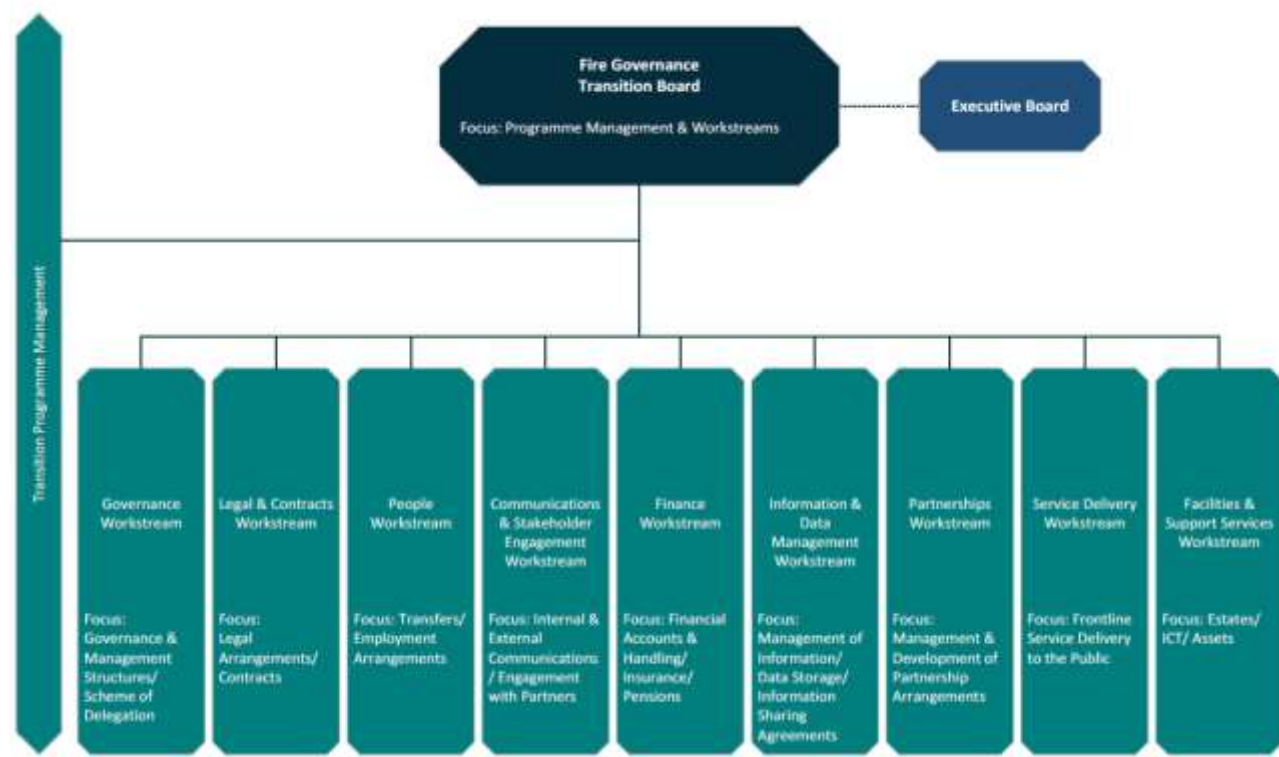 Fire Governance
Transition Board
Focus: Programme Management & Workstreams
Executive Board
Transition Programme Management
Governance
Workstream
Focus:
Governance &
Management
Structures/
Scheme of
Delegation
Legal & Contracts
Workstream
Focus:
Legal
Arrangements/
Contracts
People
Workstream
Focus: Transfers/
Employment
Arrangements
Communications
& Stakeholder
Engagement
Workstream
Focus: Internal &
External
Communications
/ Engagement
with Partners
Finance
Workstream
Focus: Financial
Accounts &
Handling/
Insurance/
Pensions
Information &
Data
Management
Workstream
Focus:
Management of
Information/
Data Storage/
Information
Sharing
Agreements
Partnerships
Workstream
Focus:
Management &
Development of
Partnership
Arrangements
Service Delivery
Workstream
Focus: Frontline
Service Delivery
to the Public
Facilities &
Support Services
Workstream
Focus: Estates/
ICT/ Assets